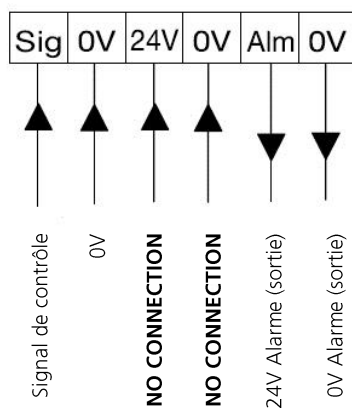 Sig 0V 24V 0V Alm 0V
Signal de contrôle
0V
NO CONNECTION
NO CONNECTION
24V Alarme (sortie)
0V Alarme (sortie)